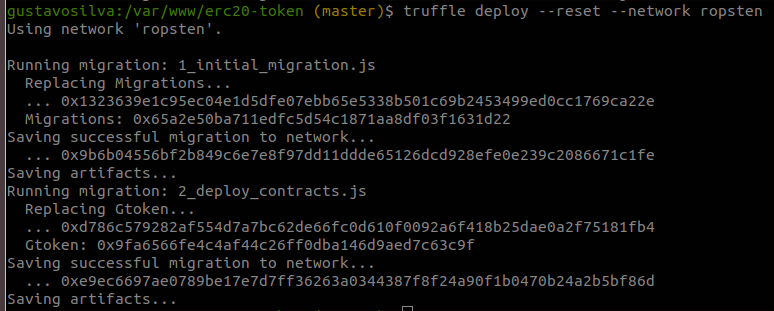 gustavosilva:/var/www/erc20-token (master)$ truffle deploy --reset --network ropsten
Using network 'ropsten'.
Running migration: 1_initial_migration.js
Replacing Migrations...
... 0x1323639e1c95ec04e1d5dfe07ebb65e5338b501c69b2453499ed0cc1769ca22e
Migrations: 0x65a2e50ba711edfc5d54c1871aa8df03f1631d22
Saving successful migration to network...
... 0x9b6b04556bf2b849c6e7e8f97dd11ddde65126dcd928efe0e239c2086671c1fe
Saving artifacts...
Running migration: 2_deploy_contracts.js
Replacing Gtoken...
... 0xd786c579282af554d7a7bc62de66fc0d610f0092a6f418b25dae0a2f75181fb4
Gtoken: 0x9fa6566fe4c4af44c26ff0dba146d9aed7c63c9f
Saving successful migration to network...
... 0xe9ec6697ae0789be17e7d7ff36263a0344387f8f24a90f1b0470b24a2b5bf86d
Saving artifacts...